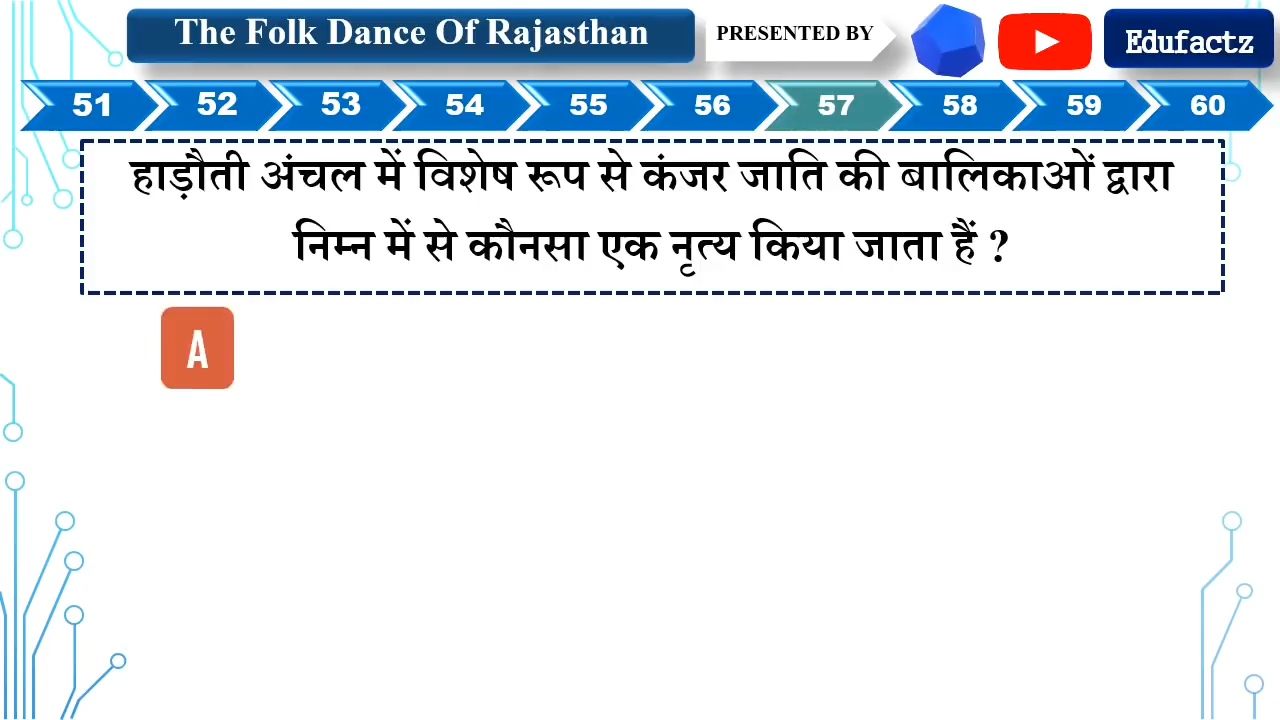 The Folk Dance Of Rajasthan
PRESENTED BY
Edufactz
51 52 53 54 55 56 57 58 59 60
हाड़ौती अंचल में विशेष रूप से कंजर जाति की बालिकाओं द्वारा
निम्न में से कौनसा एक नृत्य किया जाता हैं ?
A